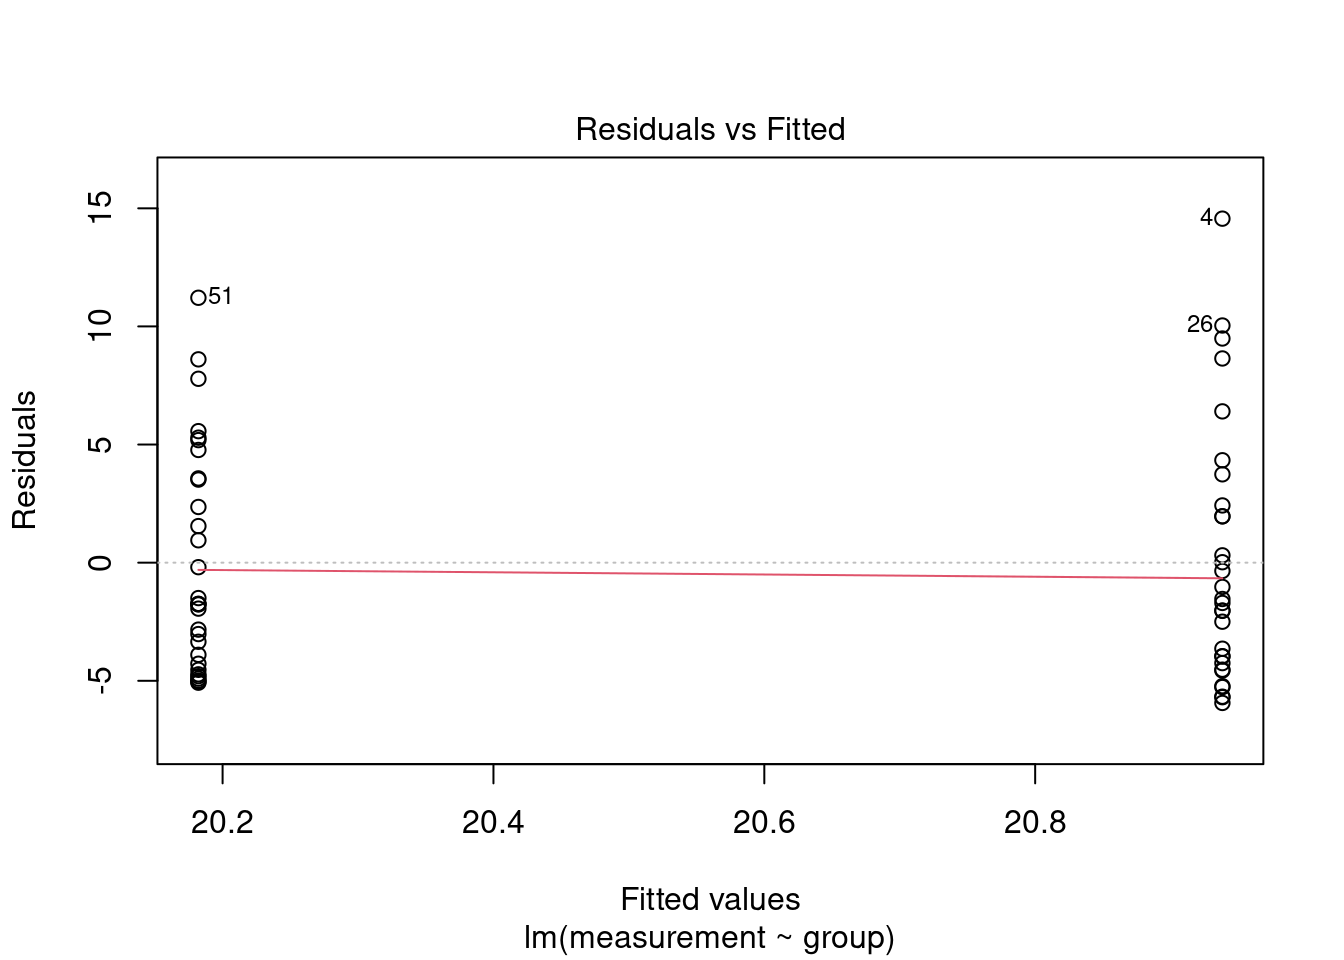 Residuals vs Fitted
15
10
5
0
-5
Residuals
4
51
26
20.2 20.4 20.6 20.8
Fitted values
lm(measurement ~ group)